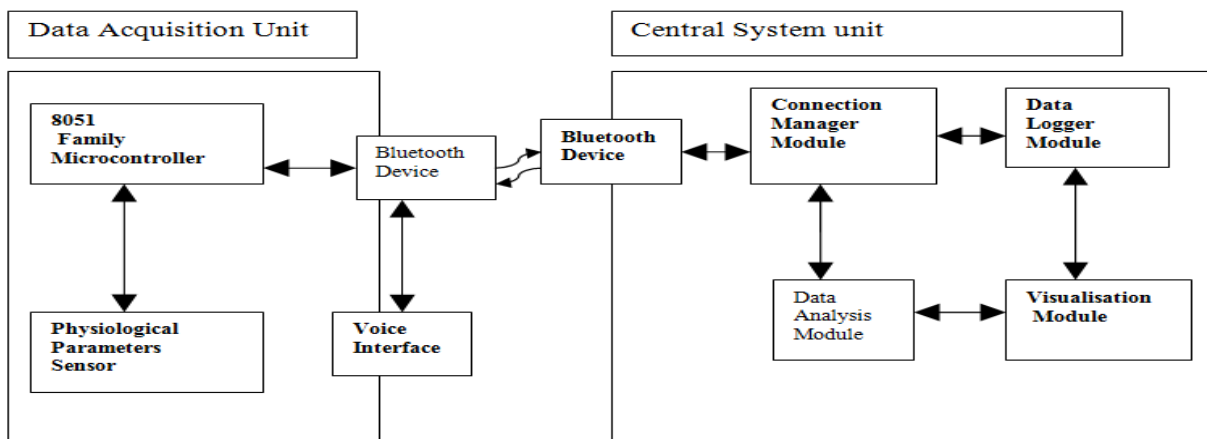 Data Acquisition Unit
Central System unit
8051
Family
Microcontroller
Bluetooth
Device
Physiological
Parameters
Sensor
Voice
Interface
Bluetooth
Device
Connection
Manager
Module
Data
Logger
Module
Data
Analysis
Module
Visualisation
Module